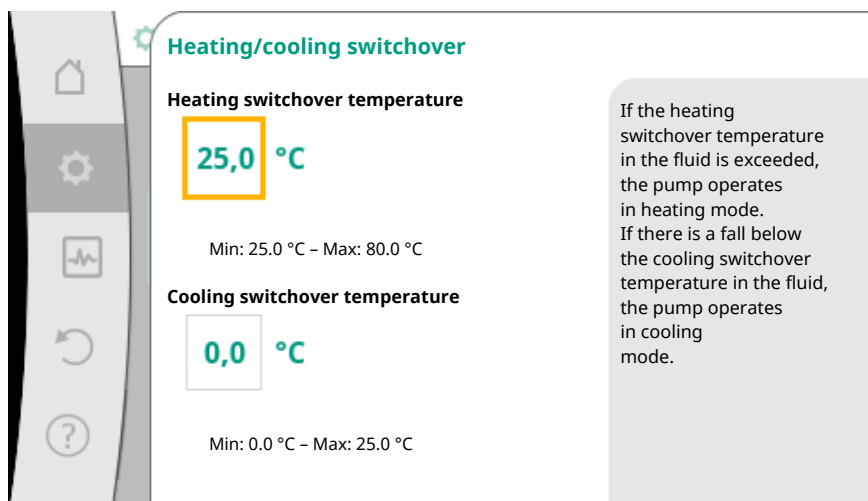 Heating/cooling switchover
Heating switchover temperature
25,0 °C
Min: 25.0 °C – Max: 80.0 °C
Cooling switchover temperature
0,0 °C
Min: 0.0 °C – Max: 25.0 °C
If the heating
switchover temperature
in the fluid is exceeded,
the pump operates
in heating mode.
If there is a fall below
the cooling switchover
temperature in the fluid,
the pump operates
in cooling
mode.
?